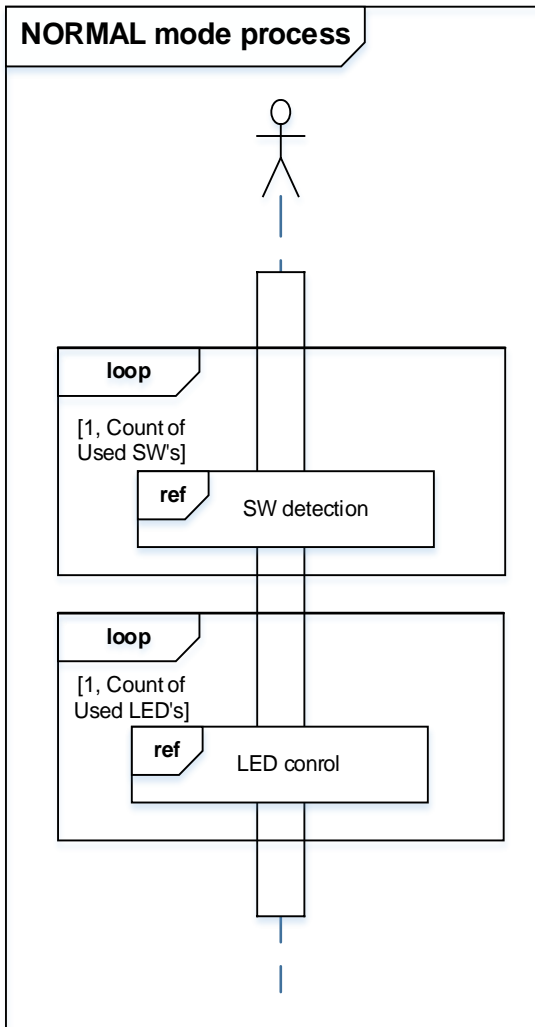 NORMAL mode process
loop
[1, Count of
Used SW's]
ref
SW detection
loop
[1, Count of
Used LED's]
ref
LED conrol